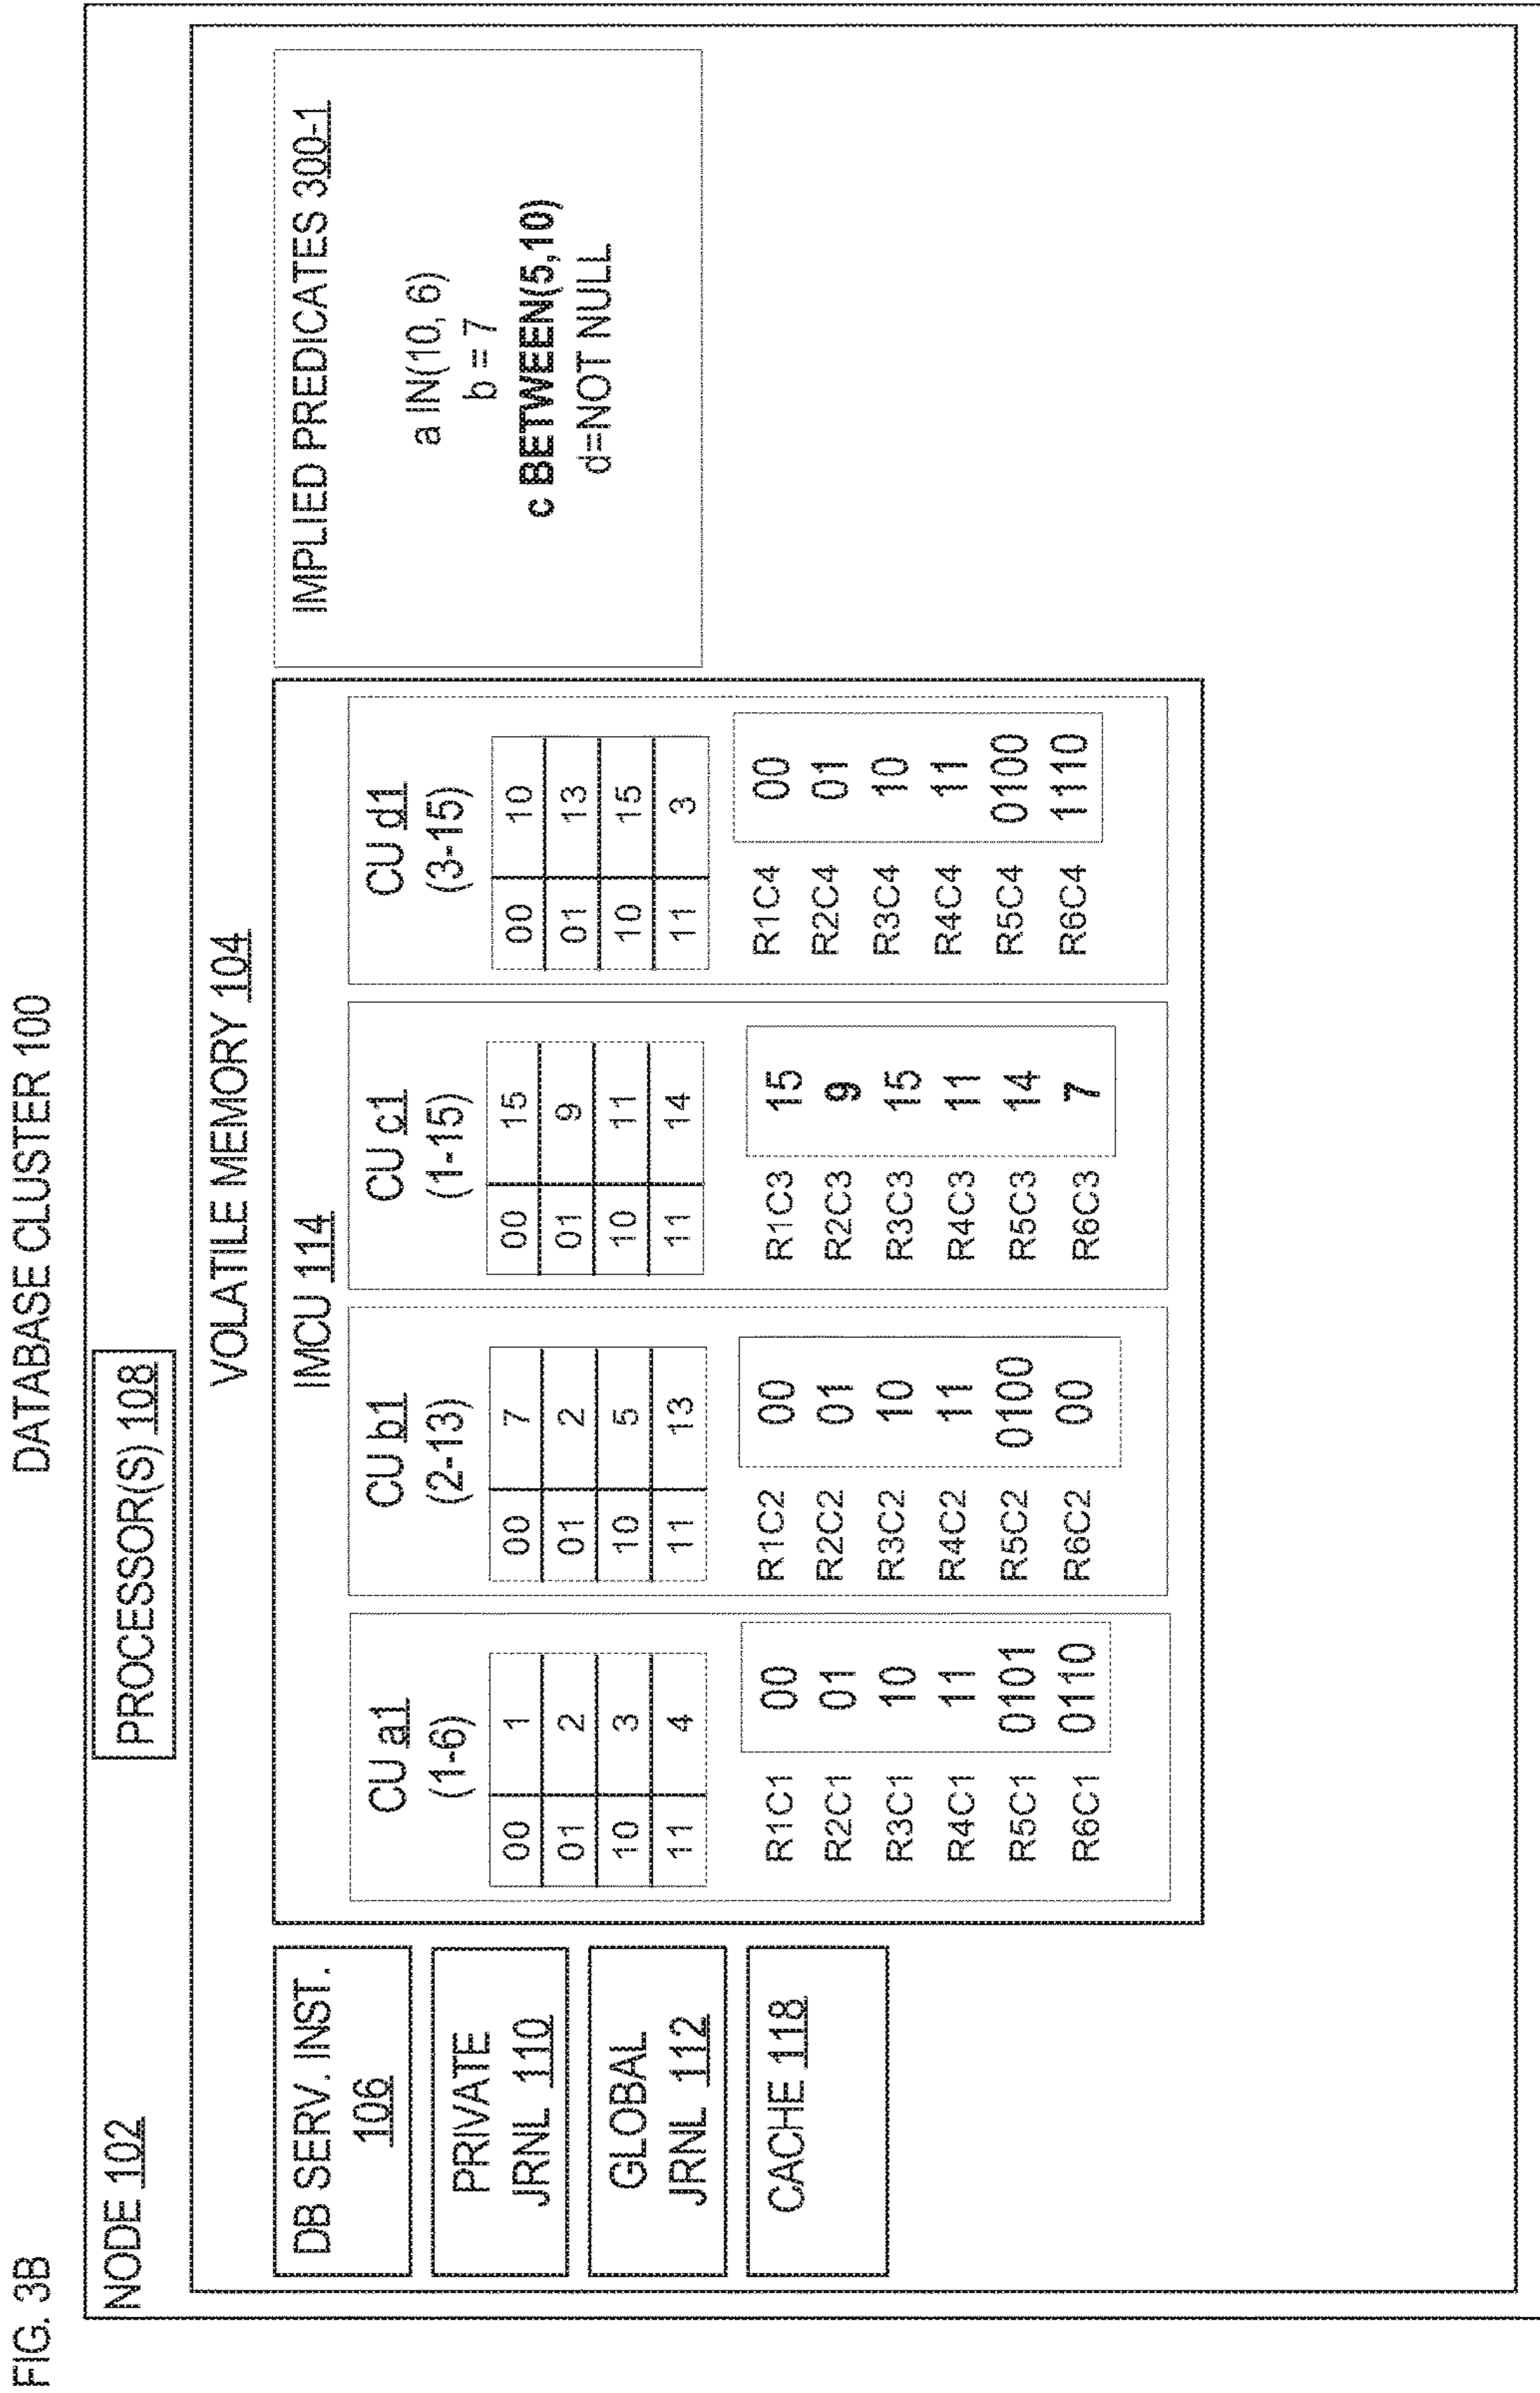 FIG. 3B
DATABASE CLUSTER 100
NODE 102
PROCESSOR(S) 108
VOLATILE MEMORY 104
DB SERV. INST.
106
PRIVATE
JRNL 110
GLOBAL
JRNL 112
CACHE 118
IMCU 114
CU a1
(1-6)
00 1
01 2
10 3
11 4
R1C1 00
R2C1 01
R3C1 10
R4C1 11
R5C1 0101
R6C1 0110
CU b1
(2-13)
00 7
01 2
10 5
11 13
R1C2 00
R2C2 01
R3C2 10
R4C2 11
R5C2 0100
R6C2 00
CU c1
(1-15)
00 15
01 9
10 11
11 14
R1C3 15
R2C3 9
R3C3 15
R4C3 11
R5C3 14
R6C3 7
CU d1
(3-15)
00 10
01 13
10 15
11 3
R1C4 00
R2C4 01
R3C4 10
R4C4 11
R5C4 0100
R6C4 1110
IMPLIED PREDICATES 300-1
a IN(10, 6)
b = 7
c BETWEEN(5,10)
d=NOT NULL